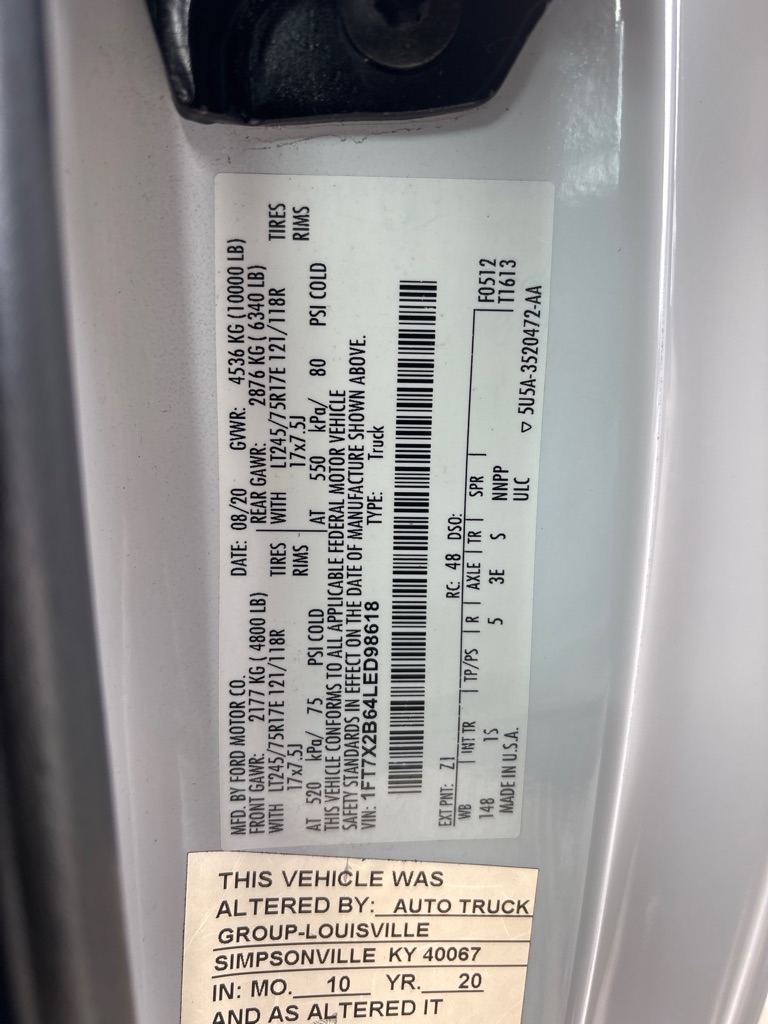 MFD. BY FORD MOTOR CO.
DATE: 08/20 GVWR: 4536 KG (10000 LB)
FRONT GAWR: 2177 KG ( 4800 LB)
REAR GAWR: 2876 KG ( 6340 LB)
WITH LT245/75R17E 121/118R TIRES
WITH LT245/75R17E 121/118R TIRES
17x7.5J RIMS
17x7.5J RIMS
AT 520 kPa/ 75 PSI COLD
AT 550 kPa/ 80 PSI COLD
THIS VEHICLE CONFORMS TO ALL APPLICABLE FEDERAL MOTOR VEHICLE
SAFETY STANDARDS IN EFFECT ON THE DATE OF MANUFACTURE SHOWN ABOVE.
VIN: 1FT7X2B64LED98618 TYPE: Truck
EXT PNT: Z1 RC: 48 DSO:
WB INT TR TP/PS R AXLE TR SPR F0512
148 1S 5 3E S NNPP T1613
ULC
MADE IN U.S.A. ▽ 5U5A-3520472-AA
THIS VEHICLE WAS
ALTERED BY: AUTO TRUCK
GROUP-LOUISVILLE
SIMPSONVILLE KY 40067
IN: MO. 10 YR. 20
AND AS ALTERED IT